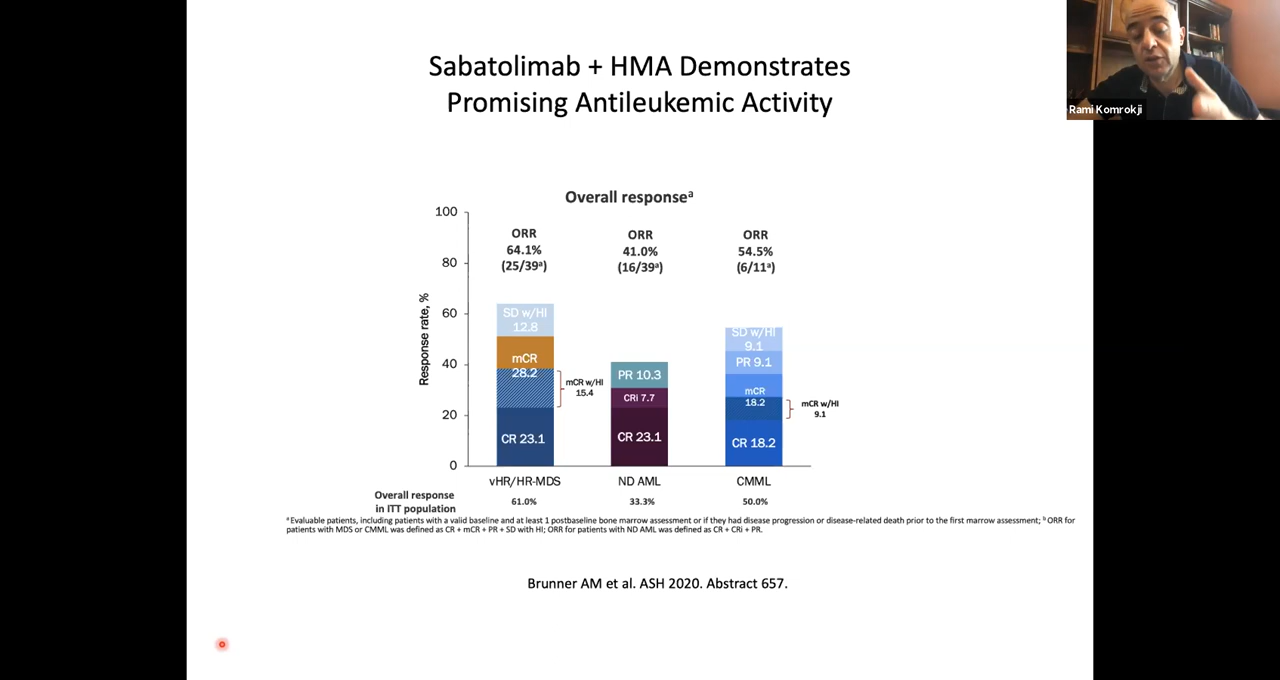 Sabatolimab + HMA Demonstrates
Promising Antileukemic Activity
Rami Komrokji
Overall responseᵃ
Response rate, %
100
80
60
40
20
0
ORR
64.1%
(25/39ᵃ)
ORR
41.0%
(16/39ᵃ)
ORR
54.5%
(6/11ᵃ)
SD w/HI
12.8
mCR
28.2
mCR w/HI
15.4
CR 23.1
PR 10.3
CRi 7.7
CR 23.1
SD w/HI
9.1
PR 9.1
mCR
18.2
mCR w/HI
9.1
CR 18.2
vHR/HR-MDS
ND AML
CMML
Overall response
in ITT population
61.0%
33.3%
50.0%
ᵃ Evaluable patients, including patients with a valid baseline and at least 1 postbaseline bone marrow assessment or if they had disease progression or disease-related death prior to the first marrow assessment; ᵇ ORR for
patients with MDS or CMML was defined as CR + mCR + PR + SD with HI; ORR for patients with ND AML was defined as CR + CRi + PR.
Brunner AM et al. ASH 2020. Abstract 657.